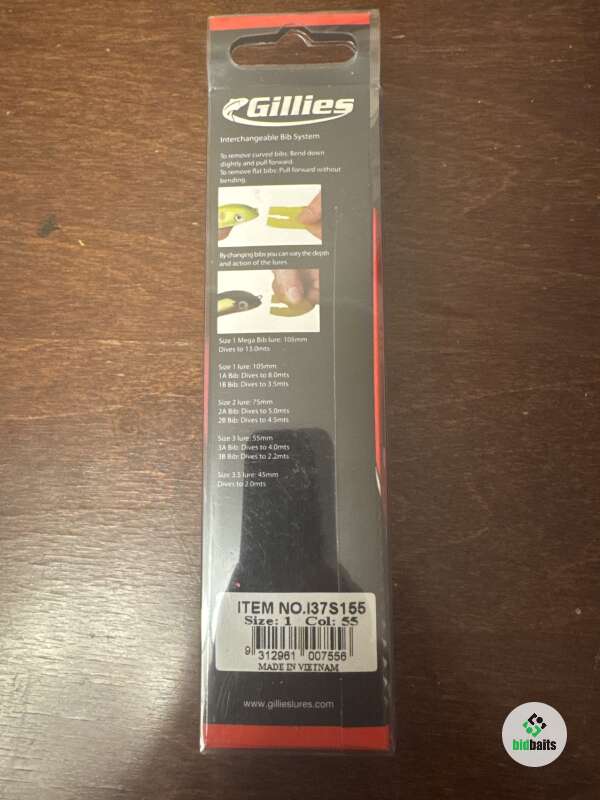 Gillies
Interchangeable Bib System
To remove curved bibs: Bend down
slightly and pull forward.
To remove flat bibs: Pull forward without
bending.
By changing bibs you can vary the depth
and action of the lures
Size 1 Mega Bib lure: 105mm
Dives to 13.0mts
Size 1 lure: 105mm
1A Bib: Dives to 8.0mts
1B Bib: Dives to 3.5mts
Size 2 lure: 75mm
2A Bib: Dives to 5.0mts
2B Bib: Dives to 4.5mts
Size 3 lure: 55mm
3A Bib: Dives to 4.0mts
3B Bib: Dives to 2.2mts
Size 3.5 lure: 45mm
Dives to 2.0mts
ITEM NO.I37S155
Size: 1 Col: 55
9 312961 007556
MADE IN VIETNAM
www.gillieslures.com
bidbaits